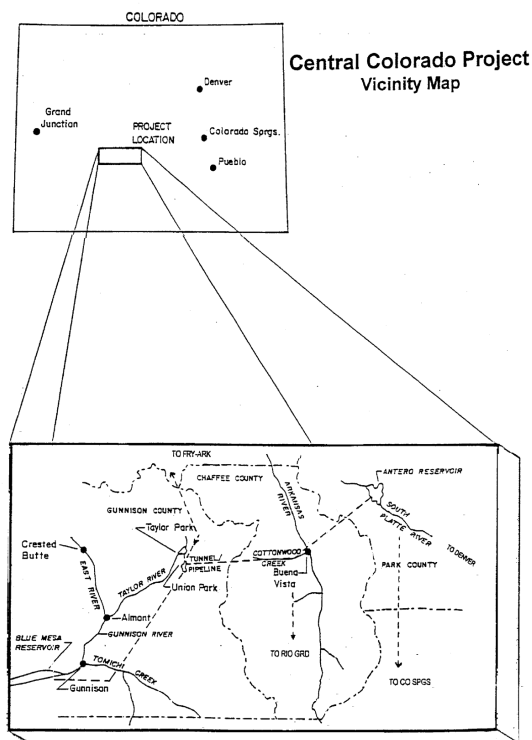 COLORADO
Central Colorado Project
Vicinity Map
Denver
Grand
Junction
PROJECT
LOCATION
Colorado Sprgs.
Pueblo
TO FRY-ARK
CHAFFEE COUNTY
ARKANSAS
RIVER
ANTERO RESERVOIR
GUNNISON COUNTY
Taylor Park
SOUTH
PLATTE RIVER
TO DENVER
Crested
Butte
EAST RIVER
TAYLOR RIVER
TUNNEL
PIPELINE
COTTONWOOD
CREEK
Buena
Vista
PARK COUNTY
Union Park
Almont
GUNNISON RIVER
BLUE MESA
RESERVOIR
TOMICHI
CREEK
Gunnison
TO RIO GRD
TO CO SPGS